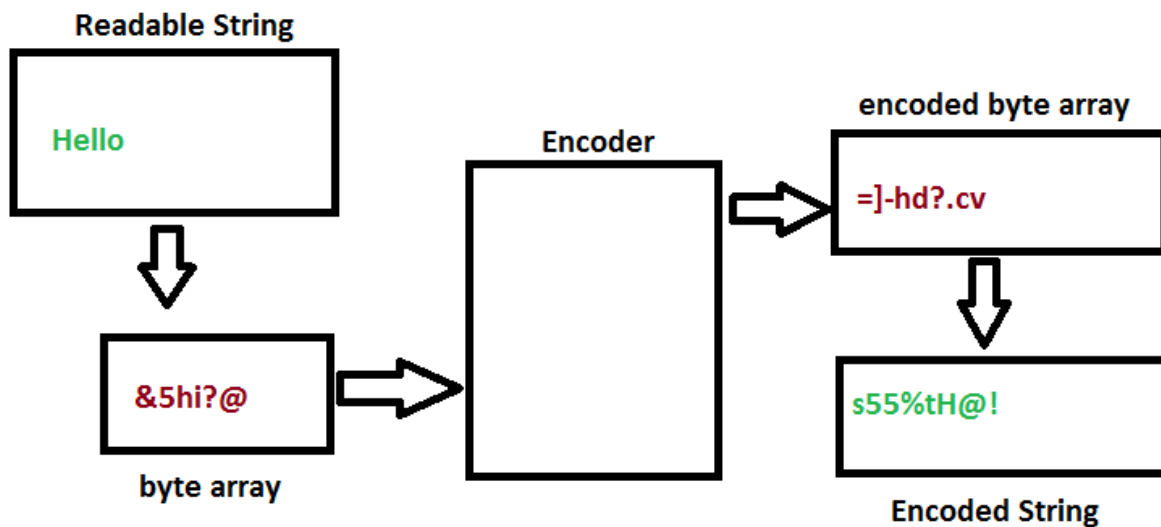 Readable String
Hello
&5hi?@
byte array
Encoder
encoded byte array
=]-hd?.cv
s55%tH@!
Encoded String